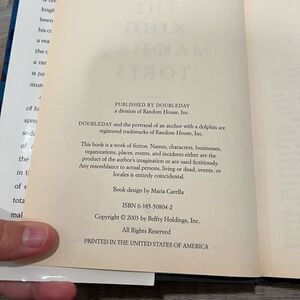 PUBLISHED BY DOUBLEDAY
a division of Random House, Inc.
DOUBLEDAY and the portrayal of an anchor with a dolphin are
registered trademarks of Random House, Inc.
This book is a work of fiction. Names, characters, businesses,
organizations, places, events, and incidents either are the
product of the author's imagination or are used fictitiously.
Any resemblance to actual persons, living or dead, events, or
locales is entirely coincidental.
Book design by Maria Carella
ISBN 0-385-50804-2
Copyright © 2003 by Belfry Holdings, Inc.
All Rights Reserved
PRINTED IN THE UNITED STATES OF AMERICA